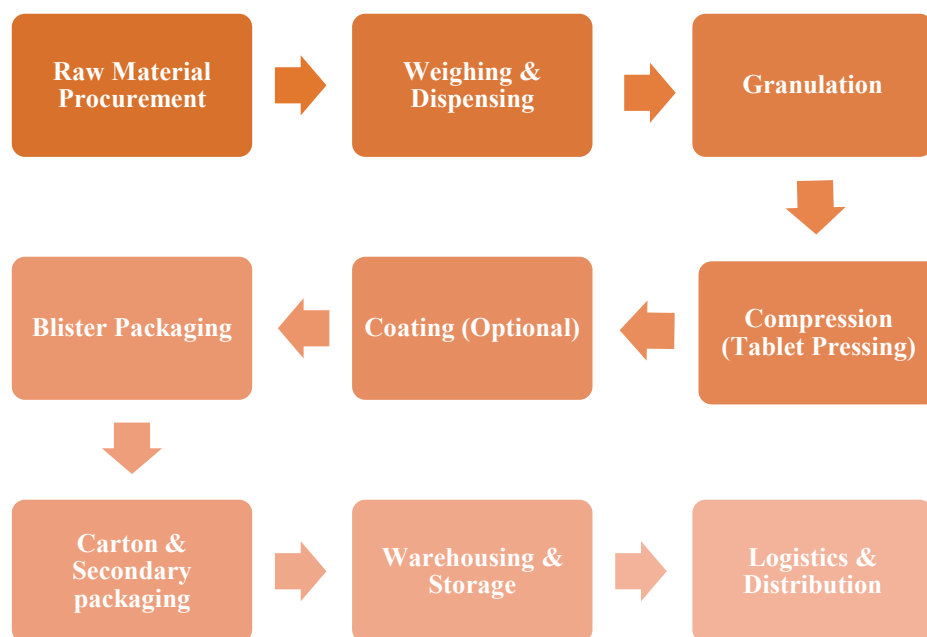 Raw Material
Procurement
Weighing &
Dispensing
Granulation
Compression
(Tablet Pressing)
Coating (Optional)
Blister Packaging
Carton &
Secondary
packaging
Warehousing &
Storage
Logistics &
Distribution